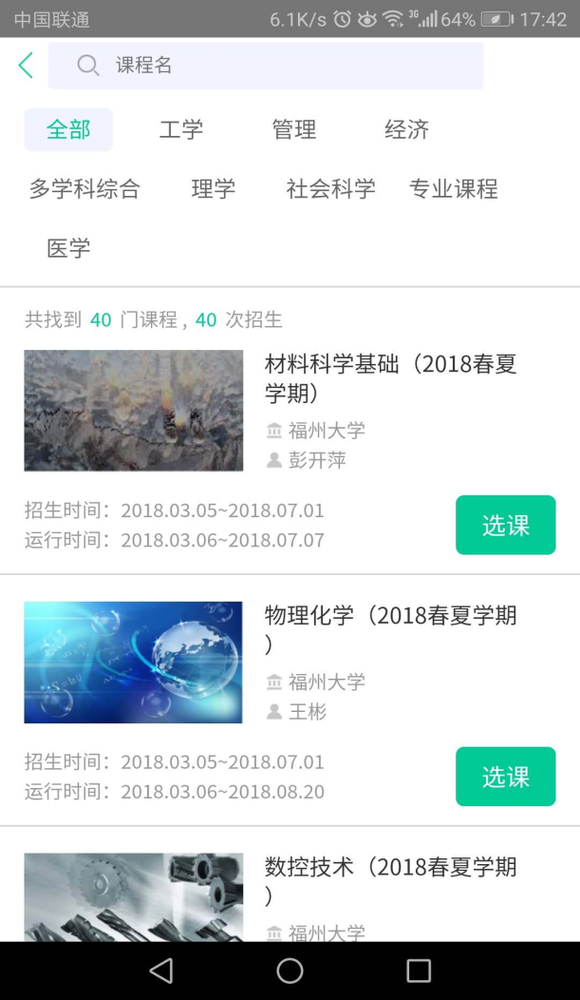 中国联通 6.1K/s 3G 64% 17:42
课程名
全部 工学 管理 经济
多学科综合 理学 社会科学 专业课程
医学
共找到 40 门课程 , 40 次招生
材料科学基础（2018春夏
学期）
福州大学
彭开萍
招生时间：2018.03.05~2018.07.01
运行时间：2018.03.06~2018.07.07
选课
物理化学（2018春夏学期
）
福州大学
王彬
招生时间：2018.03.05~2018.07.01
运行时间：2018.03.06~2018.08.20
选课
数控技术（2018春夏学期
）
福州大学